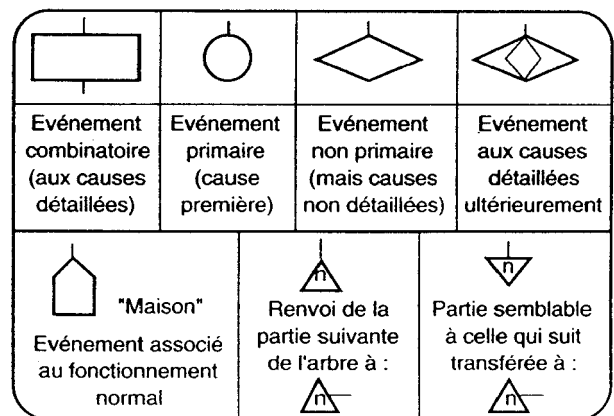 Evénement
combinatoire
(aux causes
détaillées)
Evénement
primaire
(cause
première)
Evénement
non primaire
(mais causes
non détaillées)
Evénement
aux causes
détaillées
ultérieurement
"Maison"
Evénement associé
au fonctionnement
normal
n
Renvoi de la
partie suivante
de l'arbre à :
n
n
Partie semblable
à celle qui suit
transférée à :
n